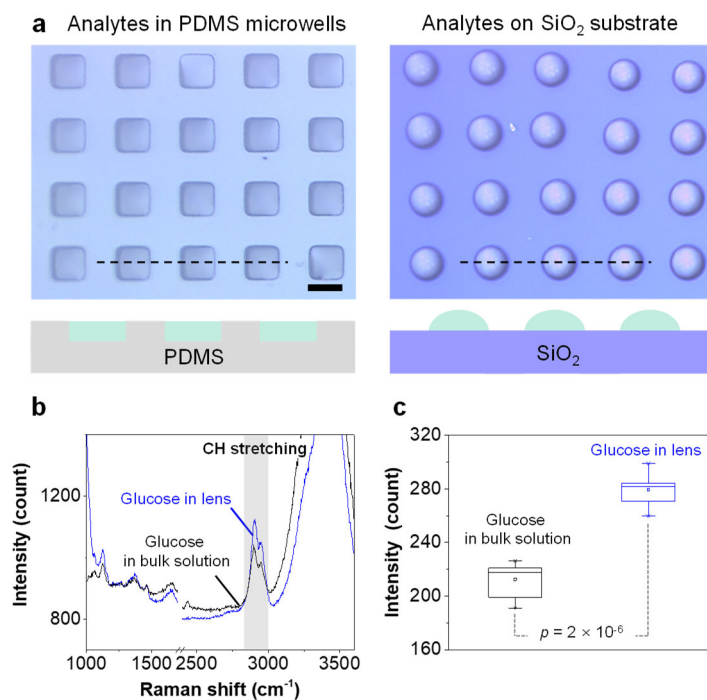 a
Analytes in PDMS microwells
Analytes on SiO₂ substrate
PDMS
SiO₂
b
CH stretching
Glucose in lens
Glucose
in bulk solution
1200
800
Intensity (count)
1000
1500
2500
3000
3500
Raman shift (cm⁻¹)
c
320
280
240
200
160
Intensity (count)
Glucose in lens
Glucose
in bulk solution
p = 2 × 10⁻⁶